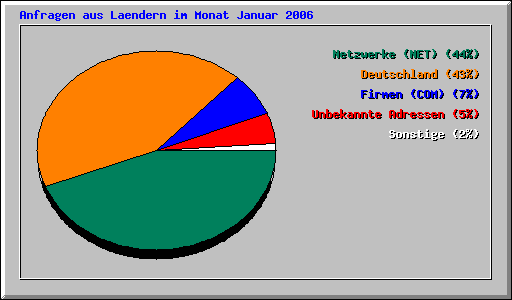 Anfragen aus Laendern im Monat Januar 2006
Netzwerke (NET) (44%)
Deutschland (43%)
Firmen (COM) (7%)
Unbekannte Adressen (5%)
Sonstige (2%)